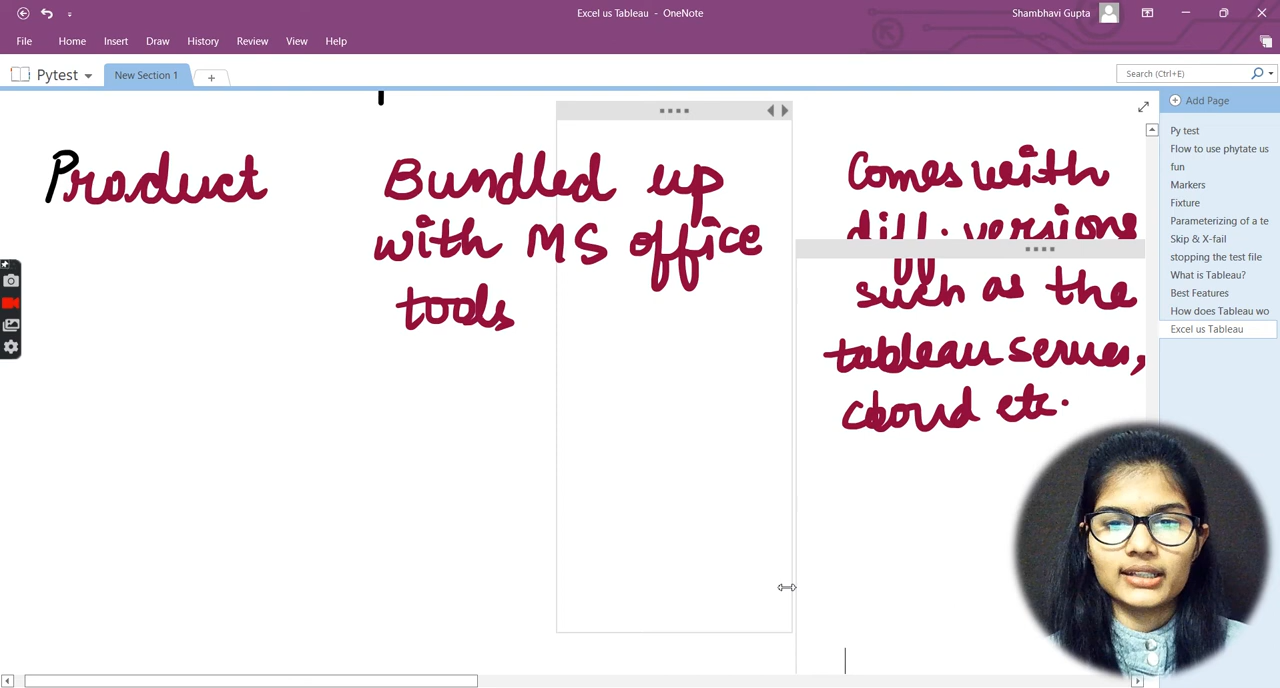 Excel us Tableau - OneNote
Shambhavi Gupta
File Home Insert Draw History Review View Help
Pytest
New Section 1
Search (Ctrl+E)
Add Page
Py test
Flow to use phytate us
fun
Markers
Fixture
Parameterizing of a te
Skip & X-fail
stopping the test file
What is Tableau?
Best Features
How does Tableau wo
Excel us Tableau
Product
Bundled up
with MS office
tools
Comes with
diff. versions
such as the
tableau server,
cloud etc.